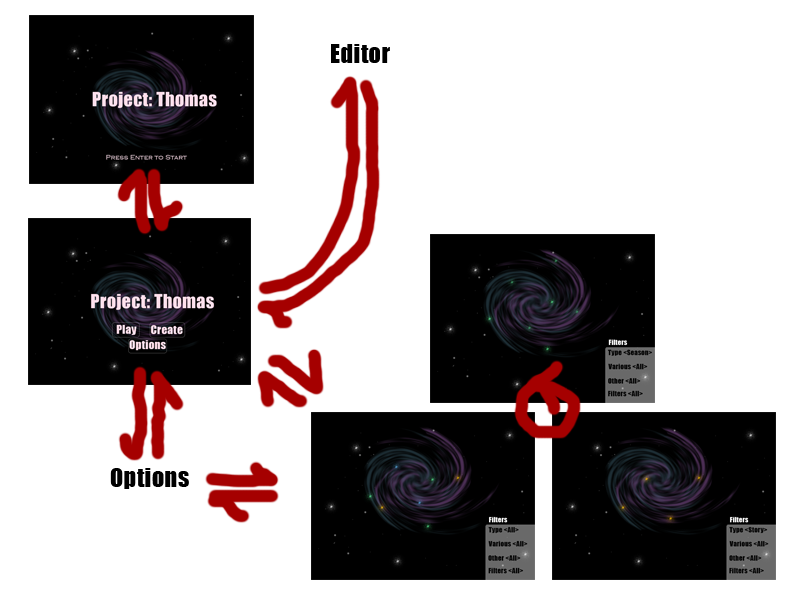 Project: Thomas
Press Enter to Start
Editor
Project: Thomas
Play Create
Options
Filters
Type <Season>
Various <All>
Other <All>
Filters <All>
Options
Filters
Type <All>
Various <All>
Other <All>
Filters <All>
Filters
Type <Story>
Various <All>
Other <All>
Filters <All>